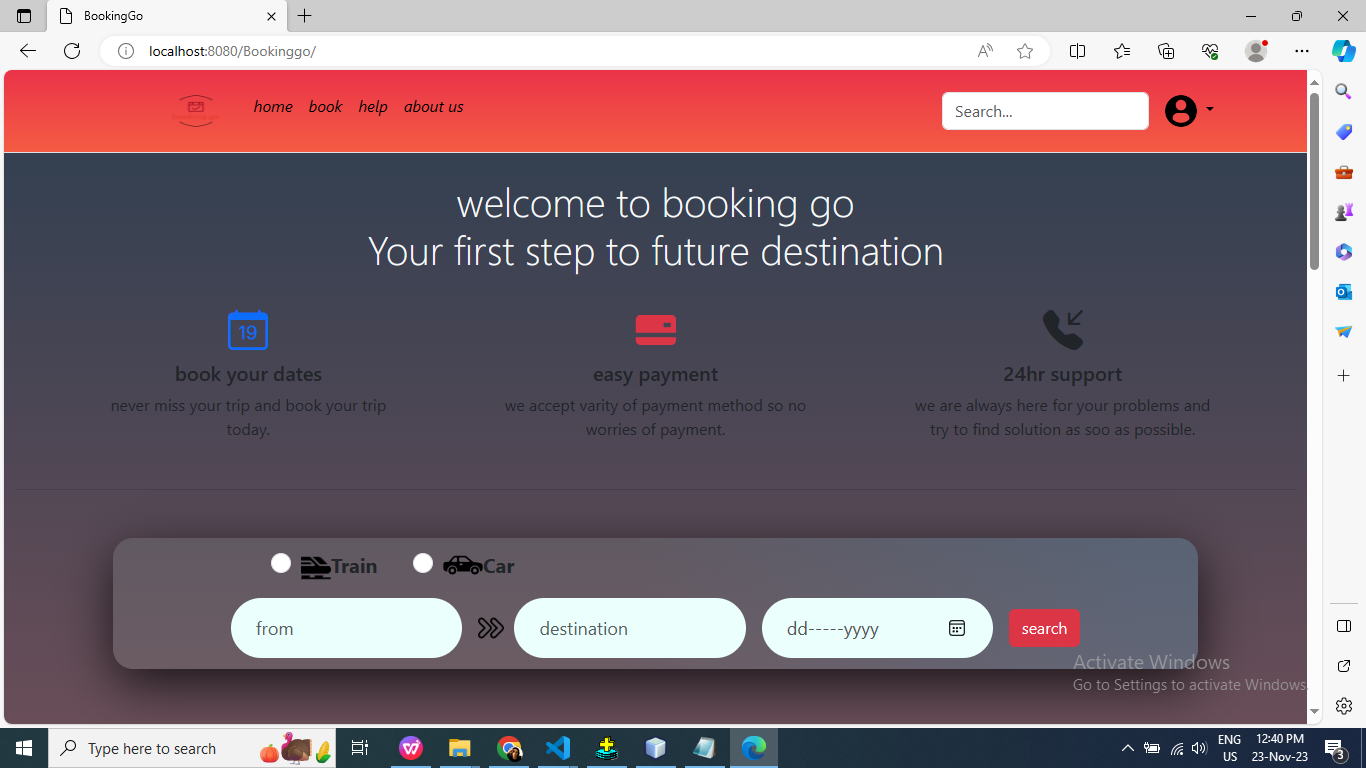 BookingGo
localhost:8080/Bookinggo/
home book help about us
Search...
welcome to booking go
Your first step to future destination
19
book your dates
never miss your trip and book your trip
today.
easy payment
we accept varity of payment method so no
worries of payment.
24hr support
we are always here for your problems and
try to find solution as soo as possible.
Train Car
from destination dd-----yyyy search
Activate Windows
Go to Settings to activate Windows.
Type here to search
ENG 12:40 PM
US 23-Nov-23 3